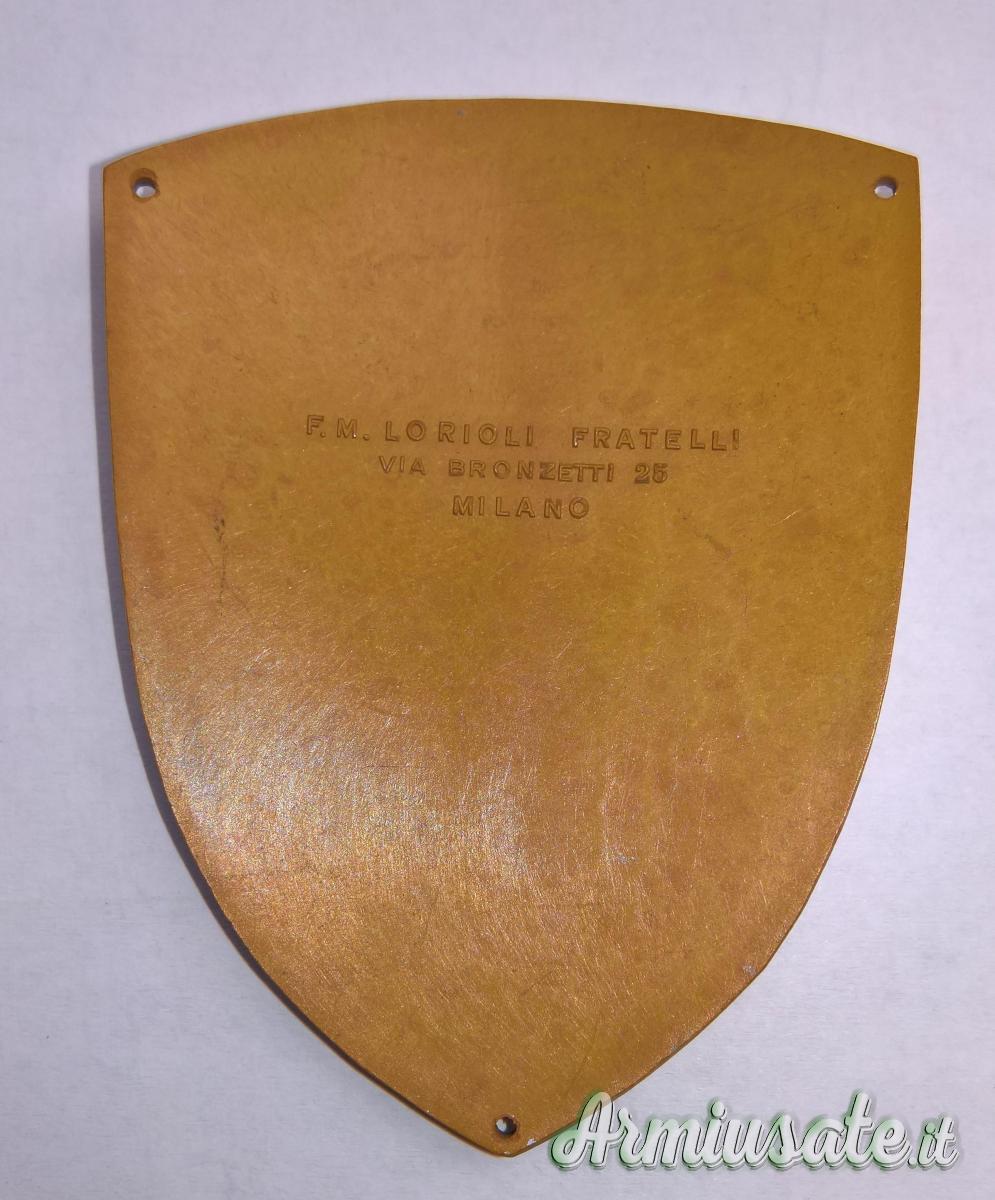 F. M. LORIOLI FRATELLI
VIA BRONZETTI 25
MILANO
Armiusate.it